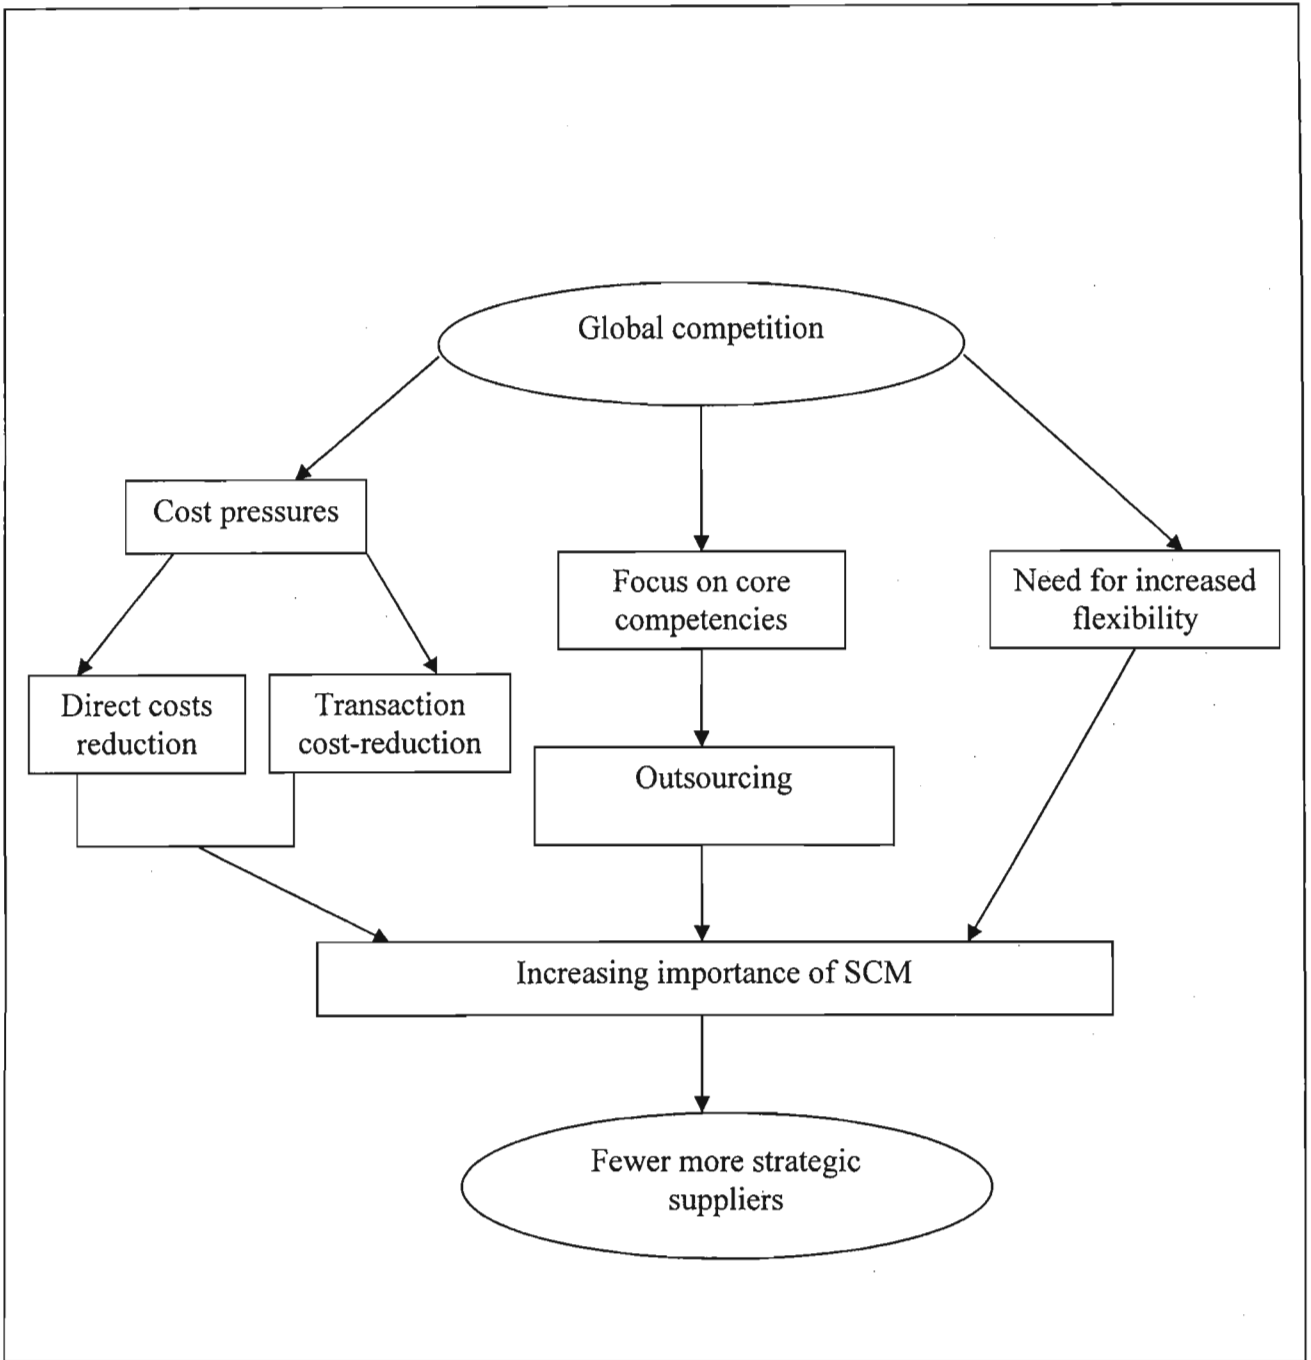 Global competition
Cost pressures
Focus on core
competencies
Need for increased
flexibility
Direct costs
reduction
Transaction
cost-reduction
Outsourcing
Increasing importance of SCM
Fewer more strategic
suppliers